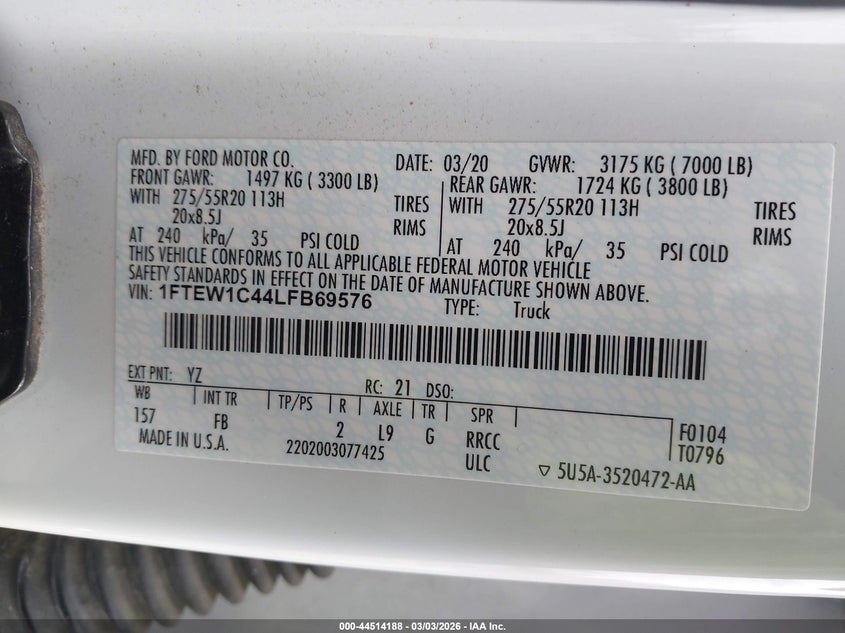 MFD. BY FORD MOTOR CO. DATE: 03/20 GVWR: 3175 KG ( 7000 LB)
FRONT GAWR: 1497 KG ( 3300 LB) REAR GAWR: 1724 KG ( 3800 LB)
WITH 275/55R20 113H TIRES WITH 275/55R20 113H TIRES
20x8.5J RIMS 20x8.5J RIMS
AT 240 kPa/ 35 PSI COLD AT 240 kPa/ 35 PSI COLD
THIS VEHICLE CONFORMS TO ALL APPLICABLE FEDERAL MOTOR VEHICLE
SAFETY STANDARDS IN EFFECT ON THE DATE OF MANUFACTURE SHOWN ABOVE.
VIN: 1FTEW1C44LFB69576 TYPE: Truck
EXT PNT: YZ RC: 21 DSO:
WB INT TR TP/PS R AXLE TR SPR
157 FB 2 L9 G RRCC F0104
MADE IN U.S.A. 2202003077425 ULC T0796
▽ 5U5A-3520472-AA
000-44514188 - 03/03/2026 - IAA Inc.